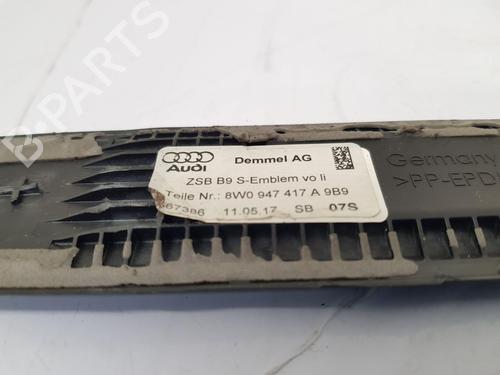 B-PARTS
Audi
Demmel AG
ZSB B9 S-Emblem vo li
Teile Nr.: 8W0 947 417 A 9B9
11.05.17 SB 07S
Germany
>PP-EPD